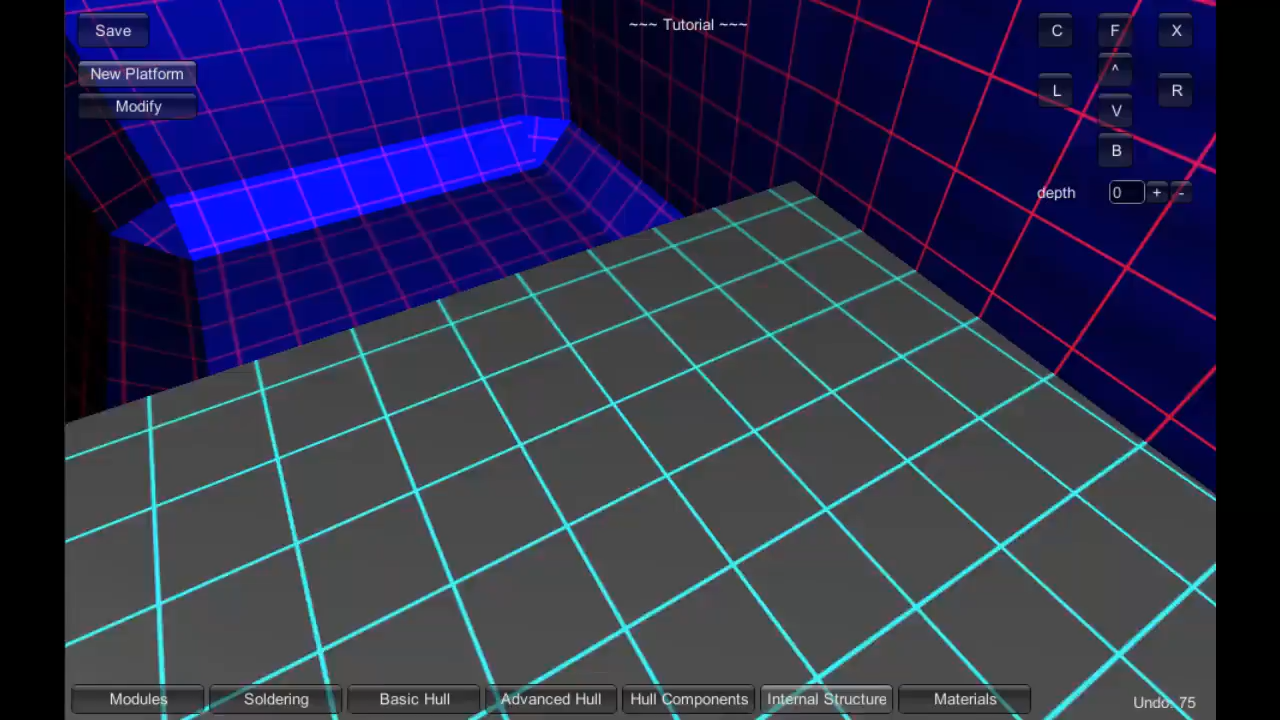 Save
~~~ Tutorial ~~~
C F X
New Platform
^
Modify
L R
V
B
depth 0 + -
Modules Soldering Basic Hull Advanced Hull Hull Components Internal Structure Materials Undo: 75